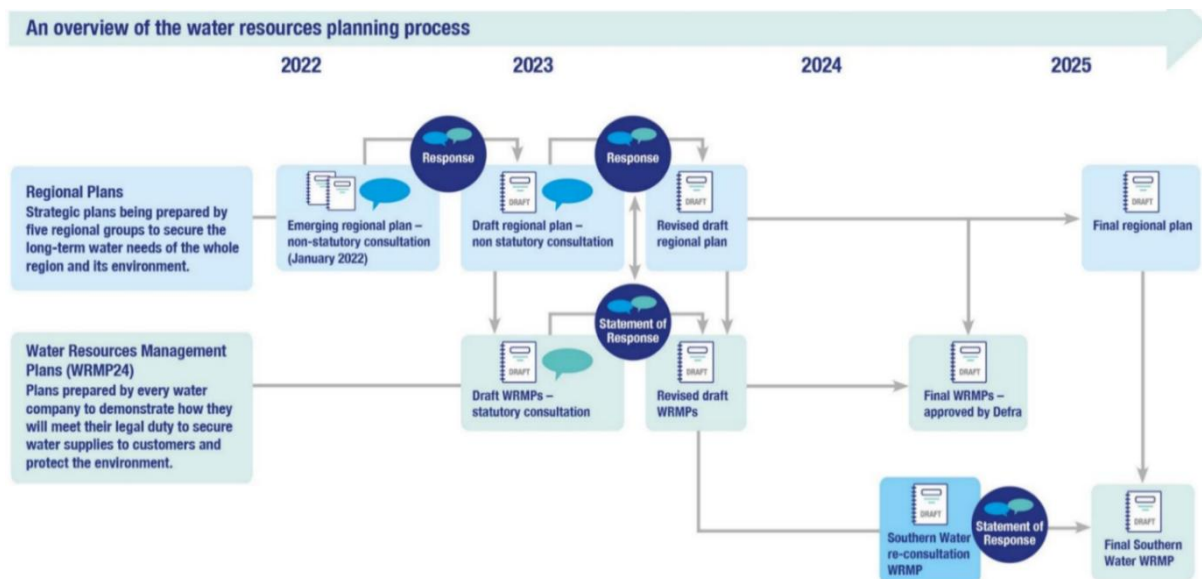 An overview of the water resources planning process
2022
2023
2024
2025
Response
Response
Regional Plans
Strategic plans being prepared by
five regional groups to secure the
long-term water needs of the whole
region and its environment.
DRAFT
Emerging regional plan –
non-statutory consultation
(January 2022)
DRAFT
Draft regional plan –
non statutory consultation
DRAFT
Revised draft
regional plan
DRAFT
Final regional plan
Statement of
Response
Water Resources Management
Plans (WRMP24)
Plans prepared by every water
company to demonstrate how they
will meet their legal duty to secure
water supplies to customers and
protect the environment.
DRAFT
Draft WRMPs –
statutory consultation
DRAFT
Revised draft
WRMPs
DRAFT
Final WRMPs –
approved by Defra
DRAFT
Southern Water
re-consultation
WRMP
Statement of
Response
DRAFT
Final Southern
Water WRMP